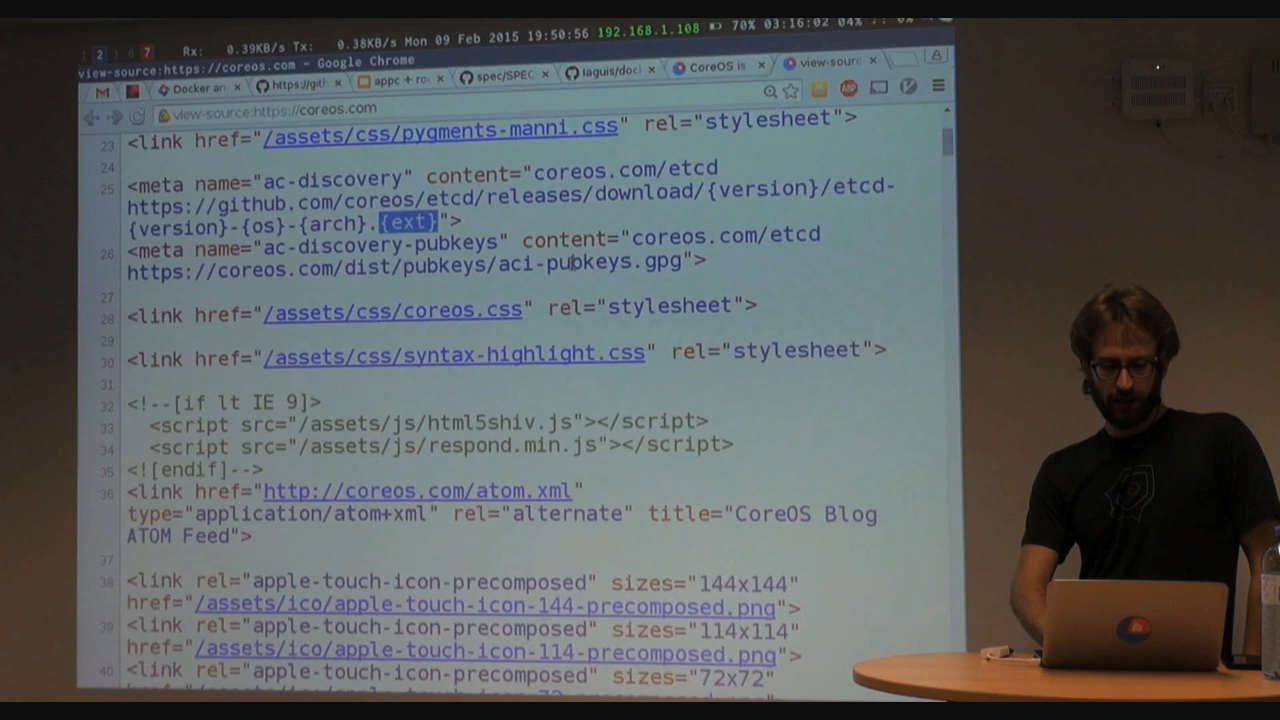 1 2 3 6 7 Rx: 0.39KB/s Tx: 0.38KB/s Mon 09 Feb 2015 19:50:56 192.168.1.108 70% 03:16:02 04% 0%
view-source:https://coreos.com - Google Chrome
Docker an https://gith appc + ro spec/SPEC laguis/doc CoreOS is view-sourc
view-source:https://coreos.com
23 <link href="/assets/css/pygments-manni.css" rel="stylesheet">
24
25 <meta name="ac-discovery" content="coreos.com/etcd
https://github.com/coreos/etcd/releases/download/{version}/etcd-
{version}-{os}-{arch}.{ext}">
26 <meta name="ac-discovery-pubkeys" content="coreos.com/etcd
https://coreos.com/dist/pubkeys/aci-pubkeys.gpg">
27
28 <link href="/assets/css/coreos.css" rel="stylesheet">
29
30 <link href="/assets/css/syntax-highlight.css" rel="stylesheet">
31
32 <!--[if lt IE 9]>
33 <script src="/assets/js/html5shiv.js"></script>
34 <script src="/assets/js/respond.min.js"></script>
35 <![endif]-->
36 <link href="http://coreos.com/atom.xml"
type="application/atom+xml" rel="alternate" title="CoreOS Blog
ATOM Feed">
37
38 <link rel="apple-touch-icon-precomposed" sizes="144x144"
href="/assets/ico/apple-touch-icon-144-precomposed.png">
39 <link rel="apple-touch-icon-precomposed" sizes="114x114"
href="/assets/ico/apple-touch-icon-114-precomposed.png">
40 <link rel="apple-touch-icon-precomposed" sizes="72x72"